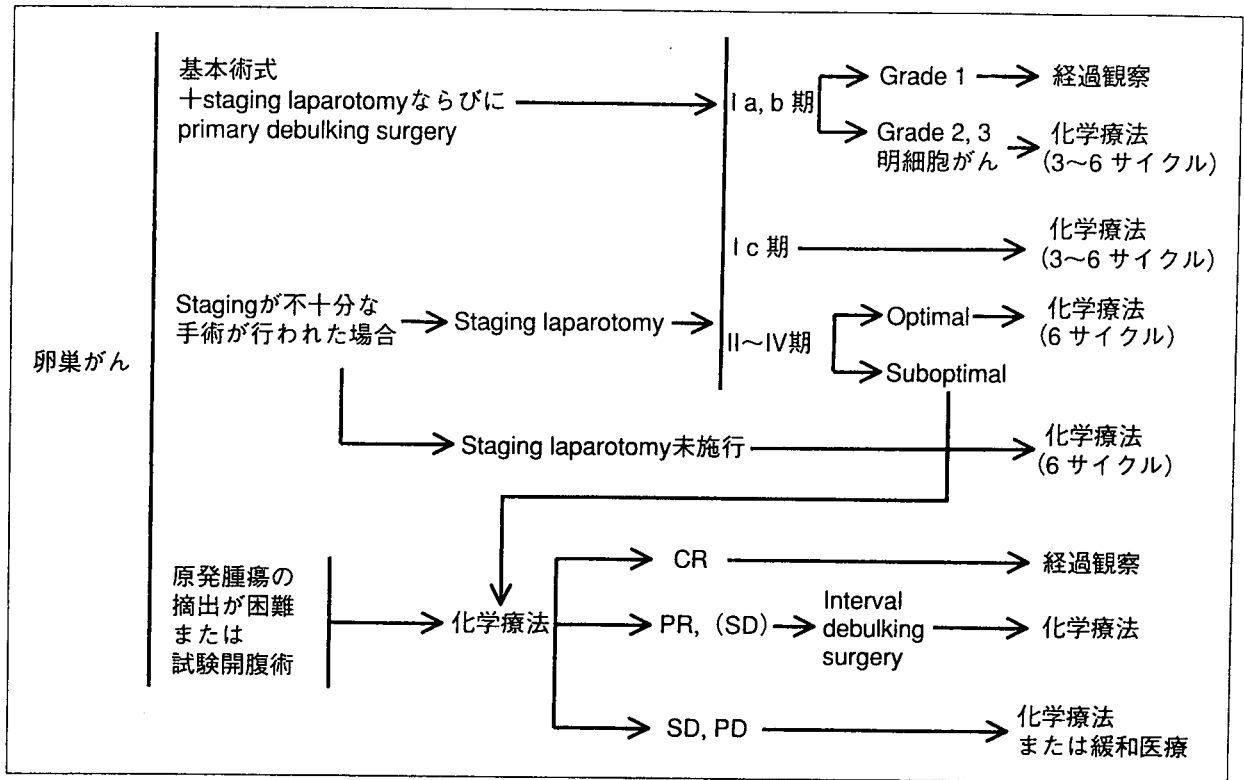 卵巣がん
基本術式
＋staging laparotomyならびに
primary debulking surgery
I a, b 期
Grade 1
経過観察
Grade 2, 3
明細胞がん
化学療法
（3〜6 サイクル）
I c 期
化学療法
（3〜6 サイクル）
Stagingが不十分な
手術が行われた場合
Staging laparotomy
II〜IV期
Optimal
化学療法
（6 サイクル）
Suboptimal
Staging laparotomy未施行
化学療法
（6 サイクル）
原発腫瘍の
摘出が困難
または
試験開腹術
化学療法
CR
経過観察
PR,（SD）
Interval
debulking
surgery
化学療法
SD, PD
化学療法
または緩和医療